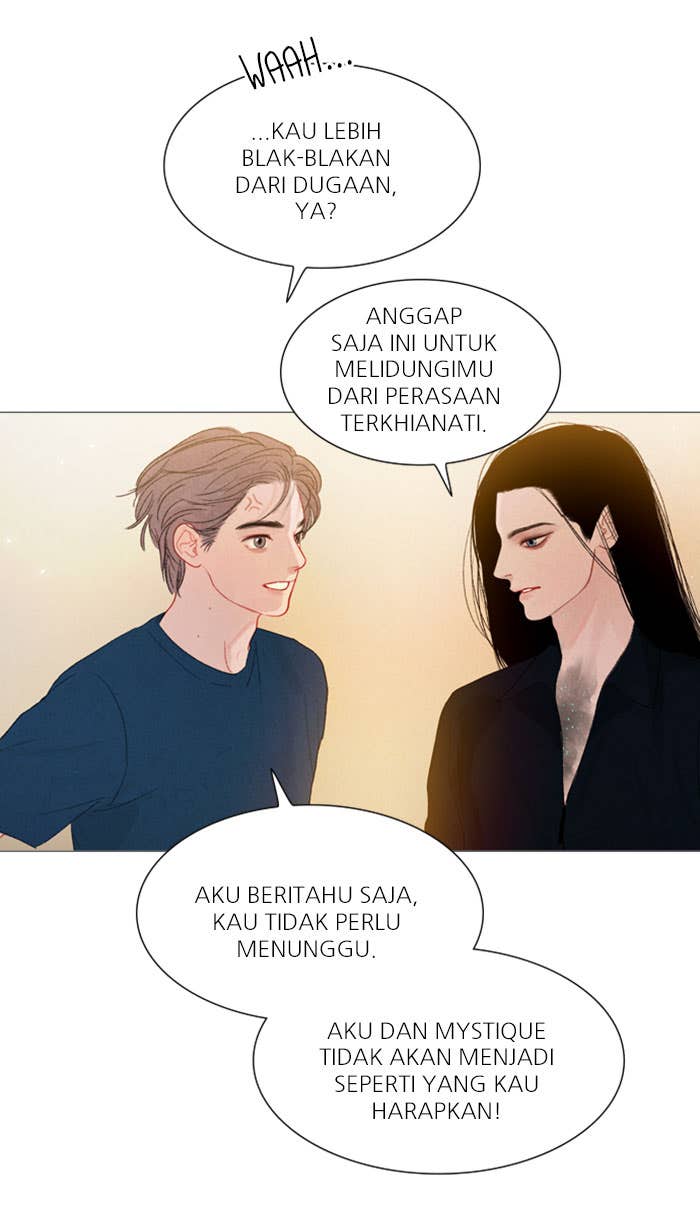 WAAH...
...KAU LEBIH
BLAK-BLAKAN
DARI DUGAAN,
YA?
ANGGAP
SAJA INI UNTUK
MELIDUNGIMU
DARI PERASAAN
TERKHIANATI.
AKU BERITAHU SAJA,
KAU TIDAK PERLU
MENUNGGU.
AKU DAN MYSTIQUE
TIDAK AKAN MENJADI
SEPERTI YANG KAU
HARAPKAN!